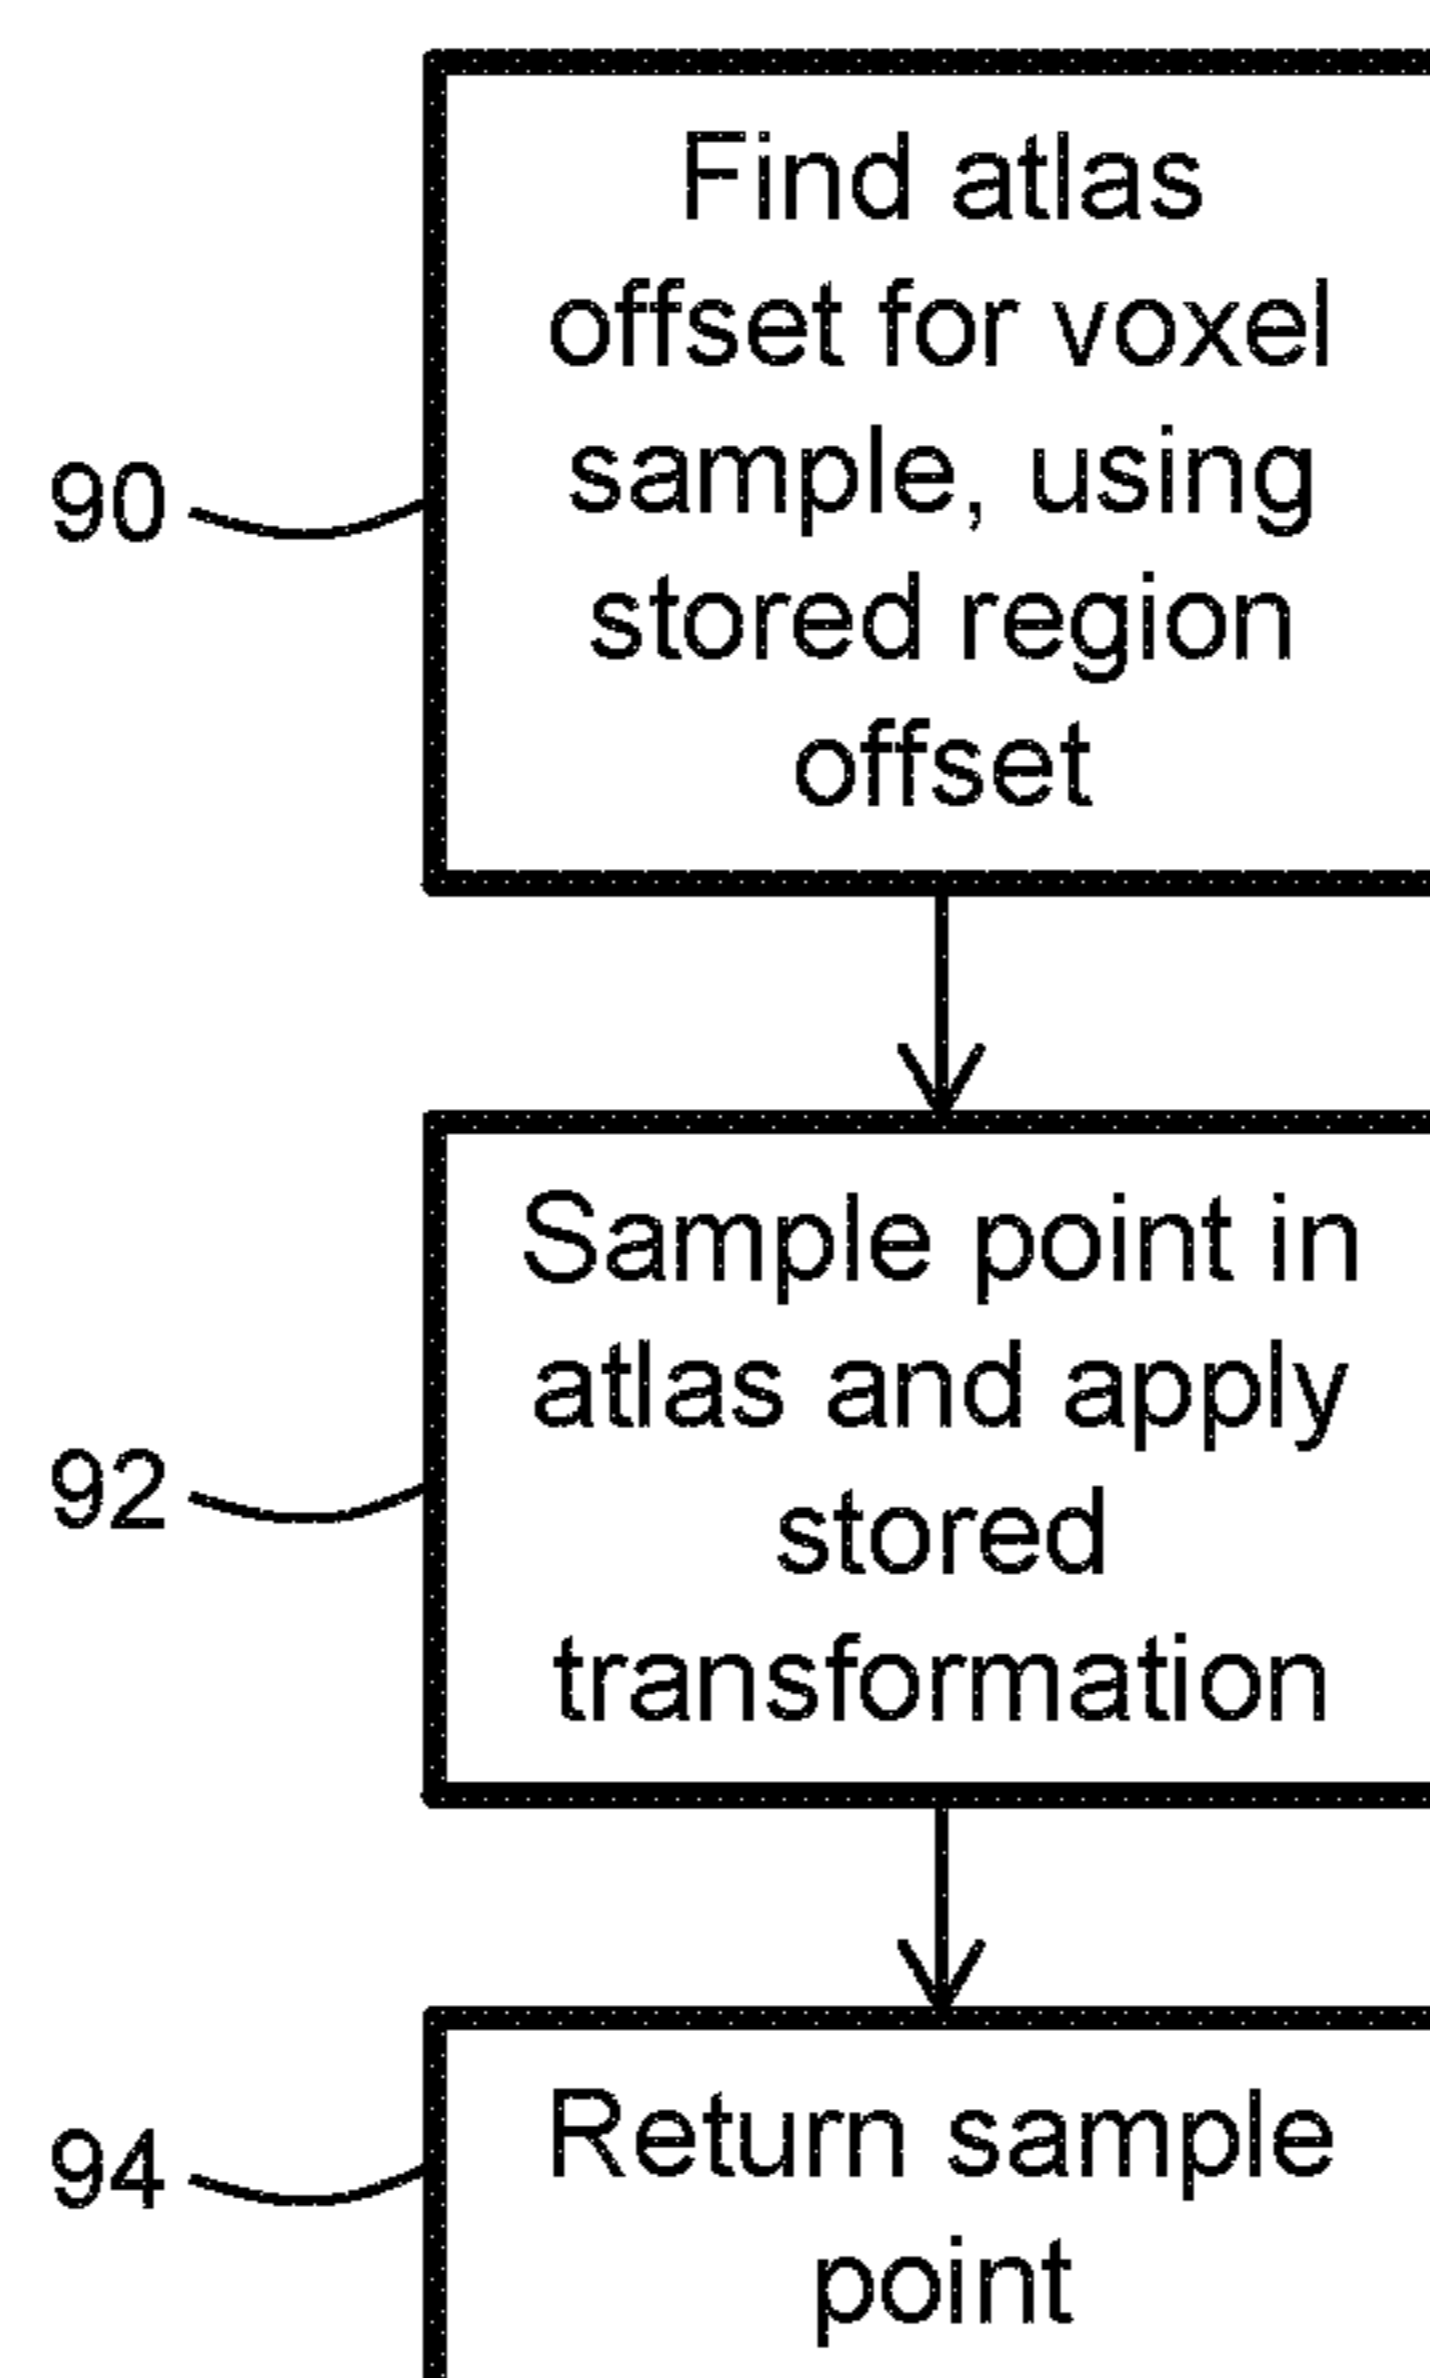 Find atlas
offset for voxel
sample, using
stored region
offset
90
Sample point in
atlas and apply
stored
transformation
92
Return sample
point
94